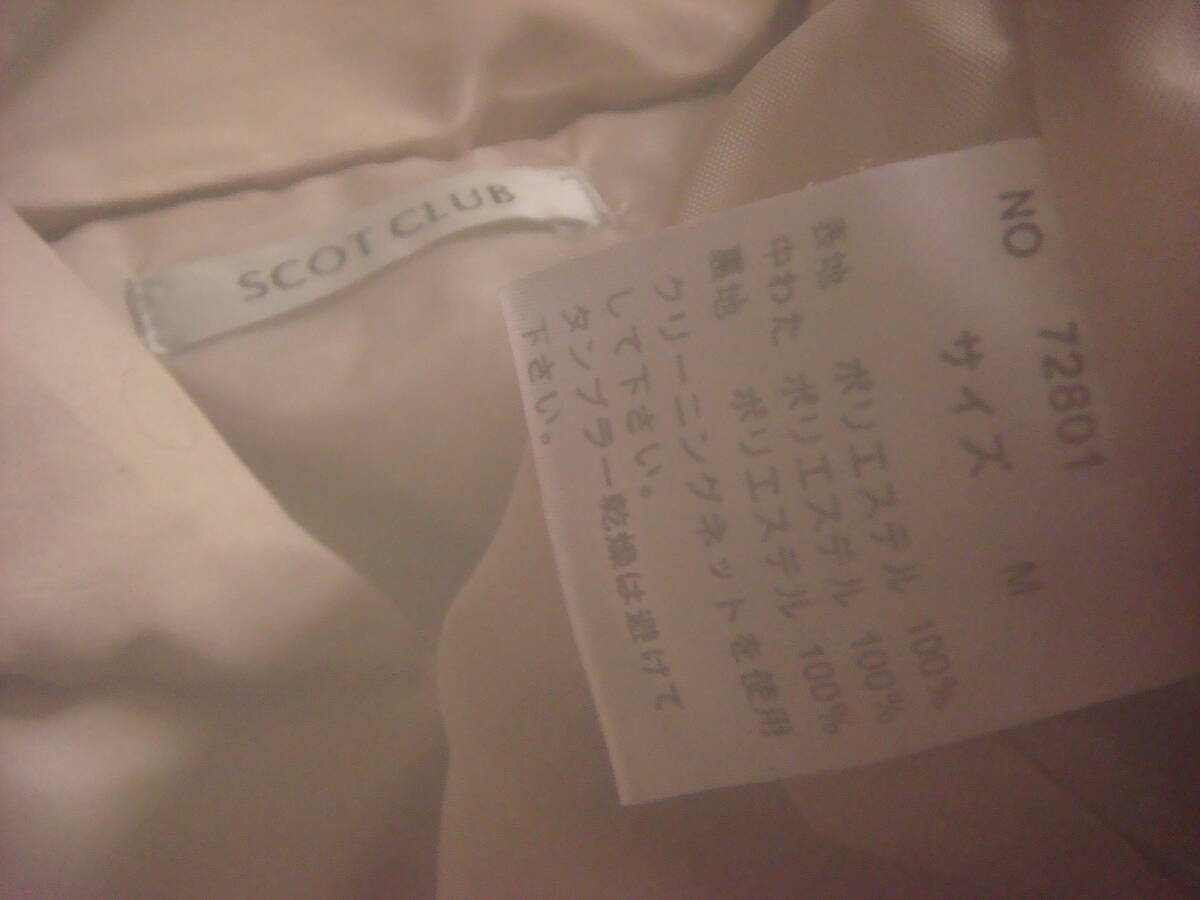 SCOT CLUB
NO 72801
サイズ M
表地 ポリエステル 100%
中わた ポリエステル 100%
裏地 ポリエステル 100%
クリーニングネットを使用
して下さい。
タンブラー乾燥は避けて
下さい。